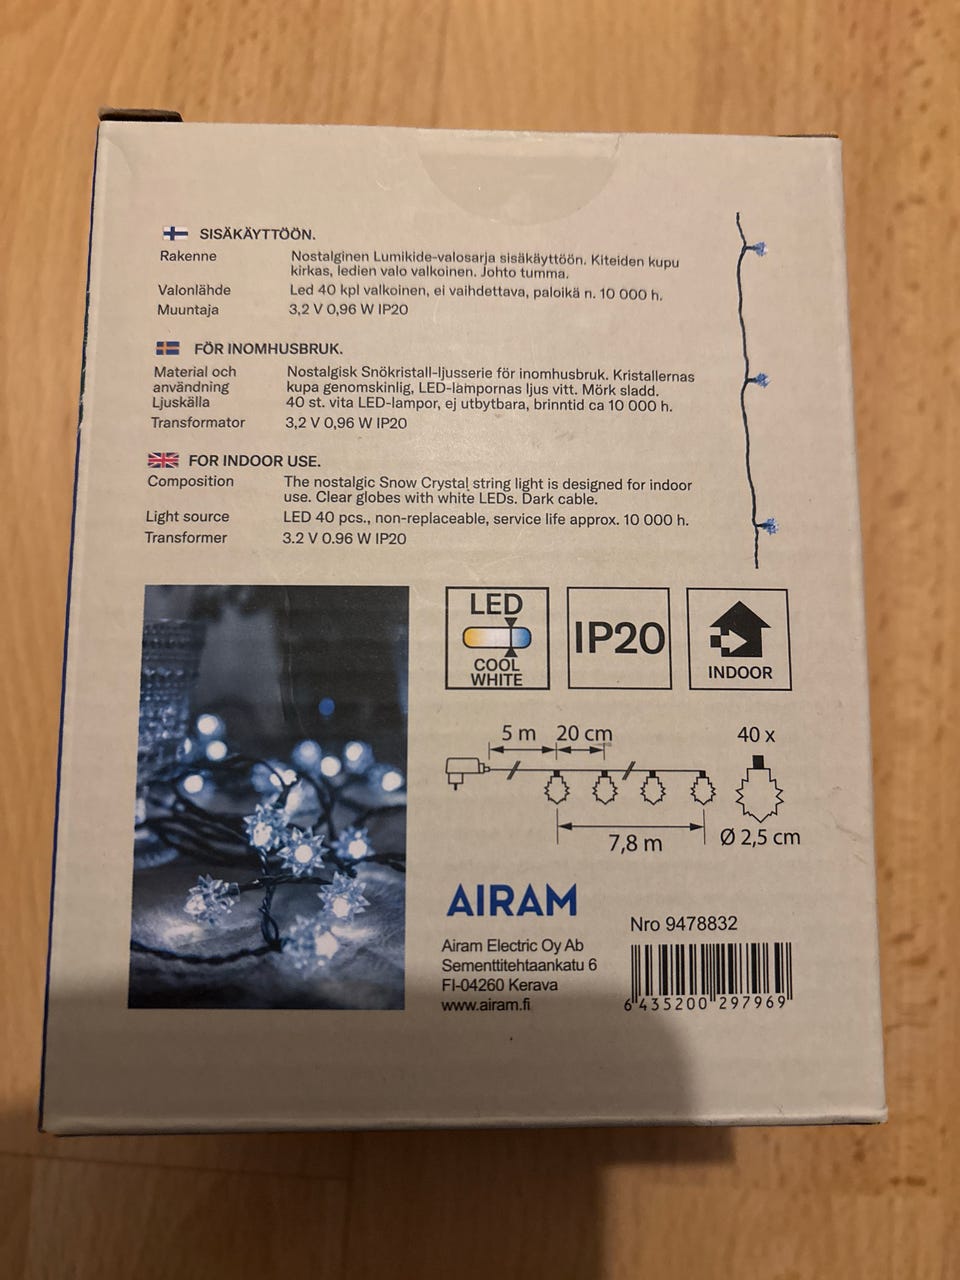 SISÄKÄYTTÖÖN.
Rakenne Nostalginen Lumikide-valosarja sisäkäyttöön. Kiteiden kupu
kirkas, ledien valo valkoinen. Johto tumma.
Valonlähde Led 40 kpl valkoinen, ei vaihdettava, paloikä n. 10 000 h.
Muuntaja 3,2 V 0,96 W IP20
FÖR INOMHUSBRUK.
Material och Nostalgisk Snökristall-ljusserie för inomhusbruk. Kristallernas
användning kupa genomskinlig, LED-lampornas ljus vitt. Mörk sladd.
Ljuskälla 40 st. vita LED-lampor, ej utbytbara, brinntid ca 10 000 h.
Transformator 3,2 V 0,96 W IP20
FOR INDOOR USE.
Composition The nostalgic Snow Crystal string light is designed for indoor
use. Clear globes with white LEDs. Dark cable.
Light source LED 40 pcs., non-replaceable, service life approx. 10 000 h.
Transformer 3.2 V 0.96 W IP20
LED
COOL
WHITE
IP20
INDOOR
5 m 20 cm 40 x
7,8 m Ø 2,5 cm
AIRAM
Airam Electric Oy Ab
Sementtitehtaankatu 6
FI-04260 Kerava
www.airam.fi
Nro 9478832
6 435200 297969